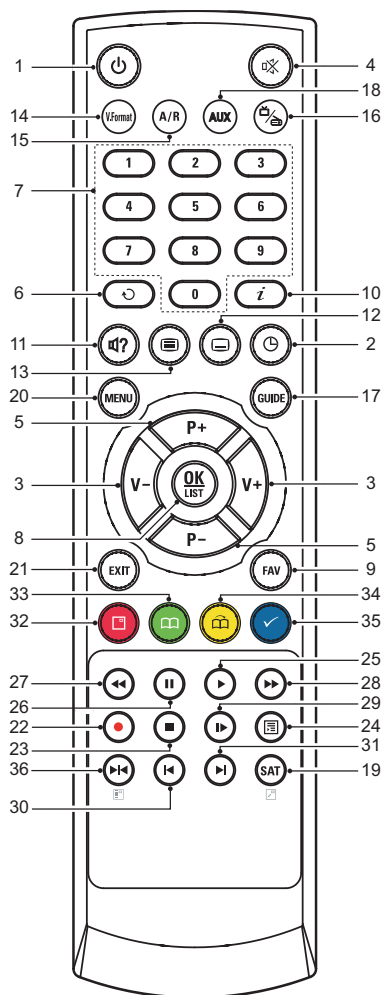 1
4
18
14
V.Format
A/R
AUX
16
15
1 2 3
7
4 5 6
7 8 9
6
0
i
10
12
11
?
2
13
20
MENU
GUIDE
17
5
P+
3
V-
OK
LIST
V+
3
8
P-
5
21
EXIT
FAV
9
33
34
32
35
25
27
28
26
29
22
24
23
31
36
SAT
19
30